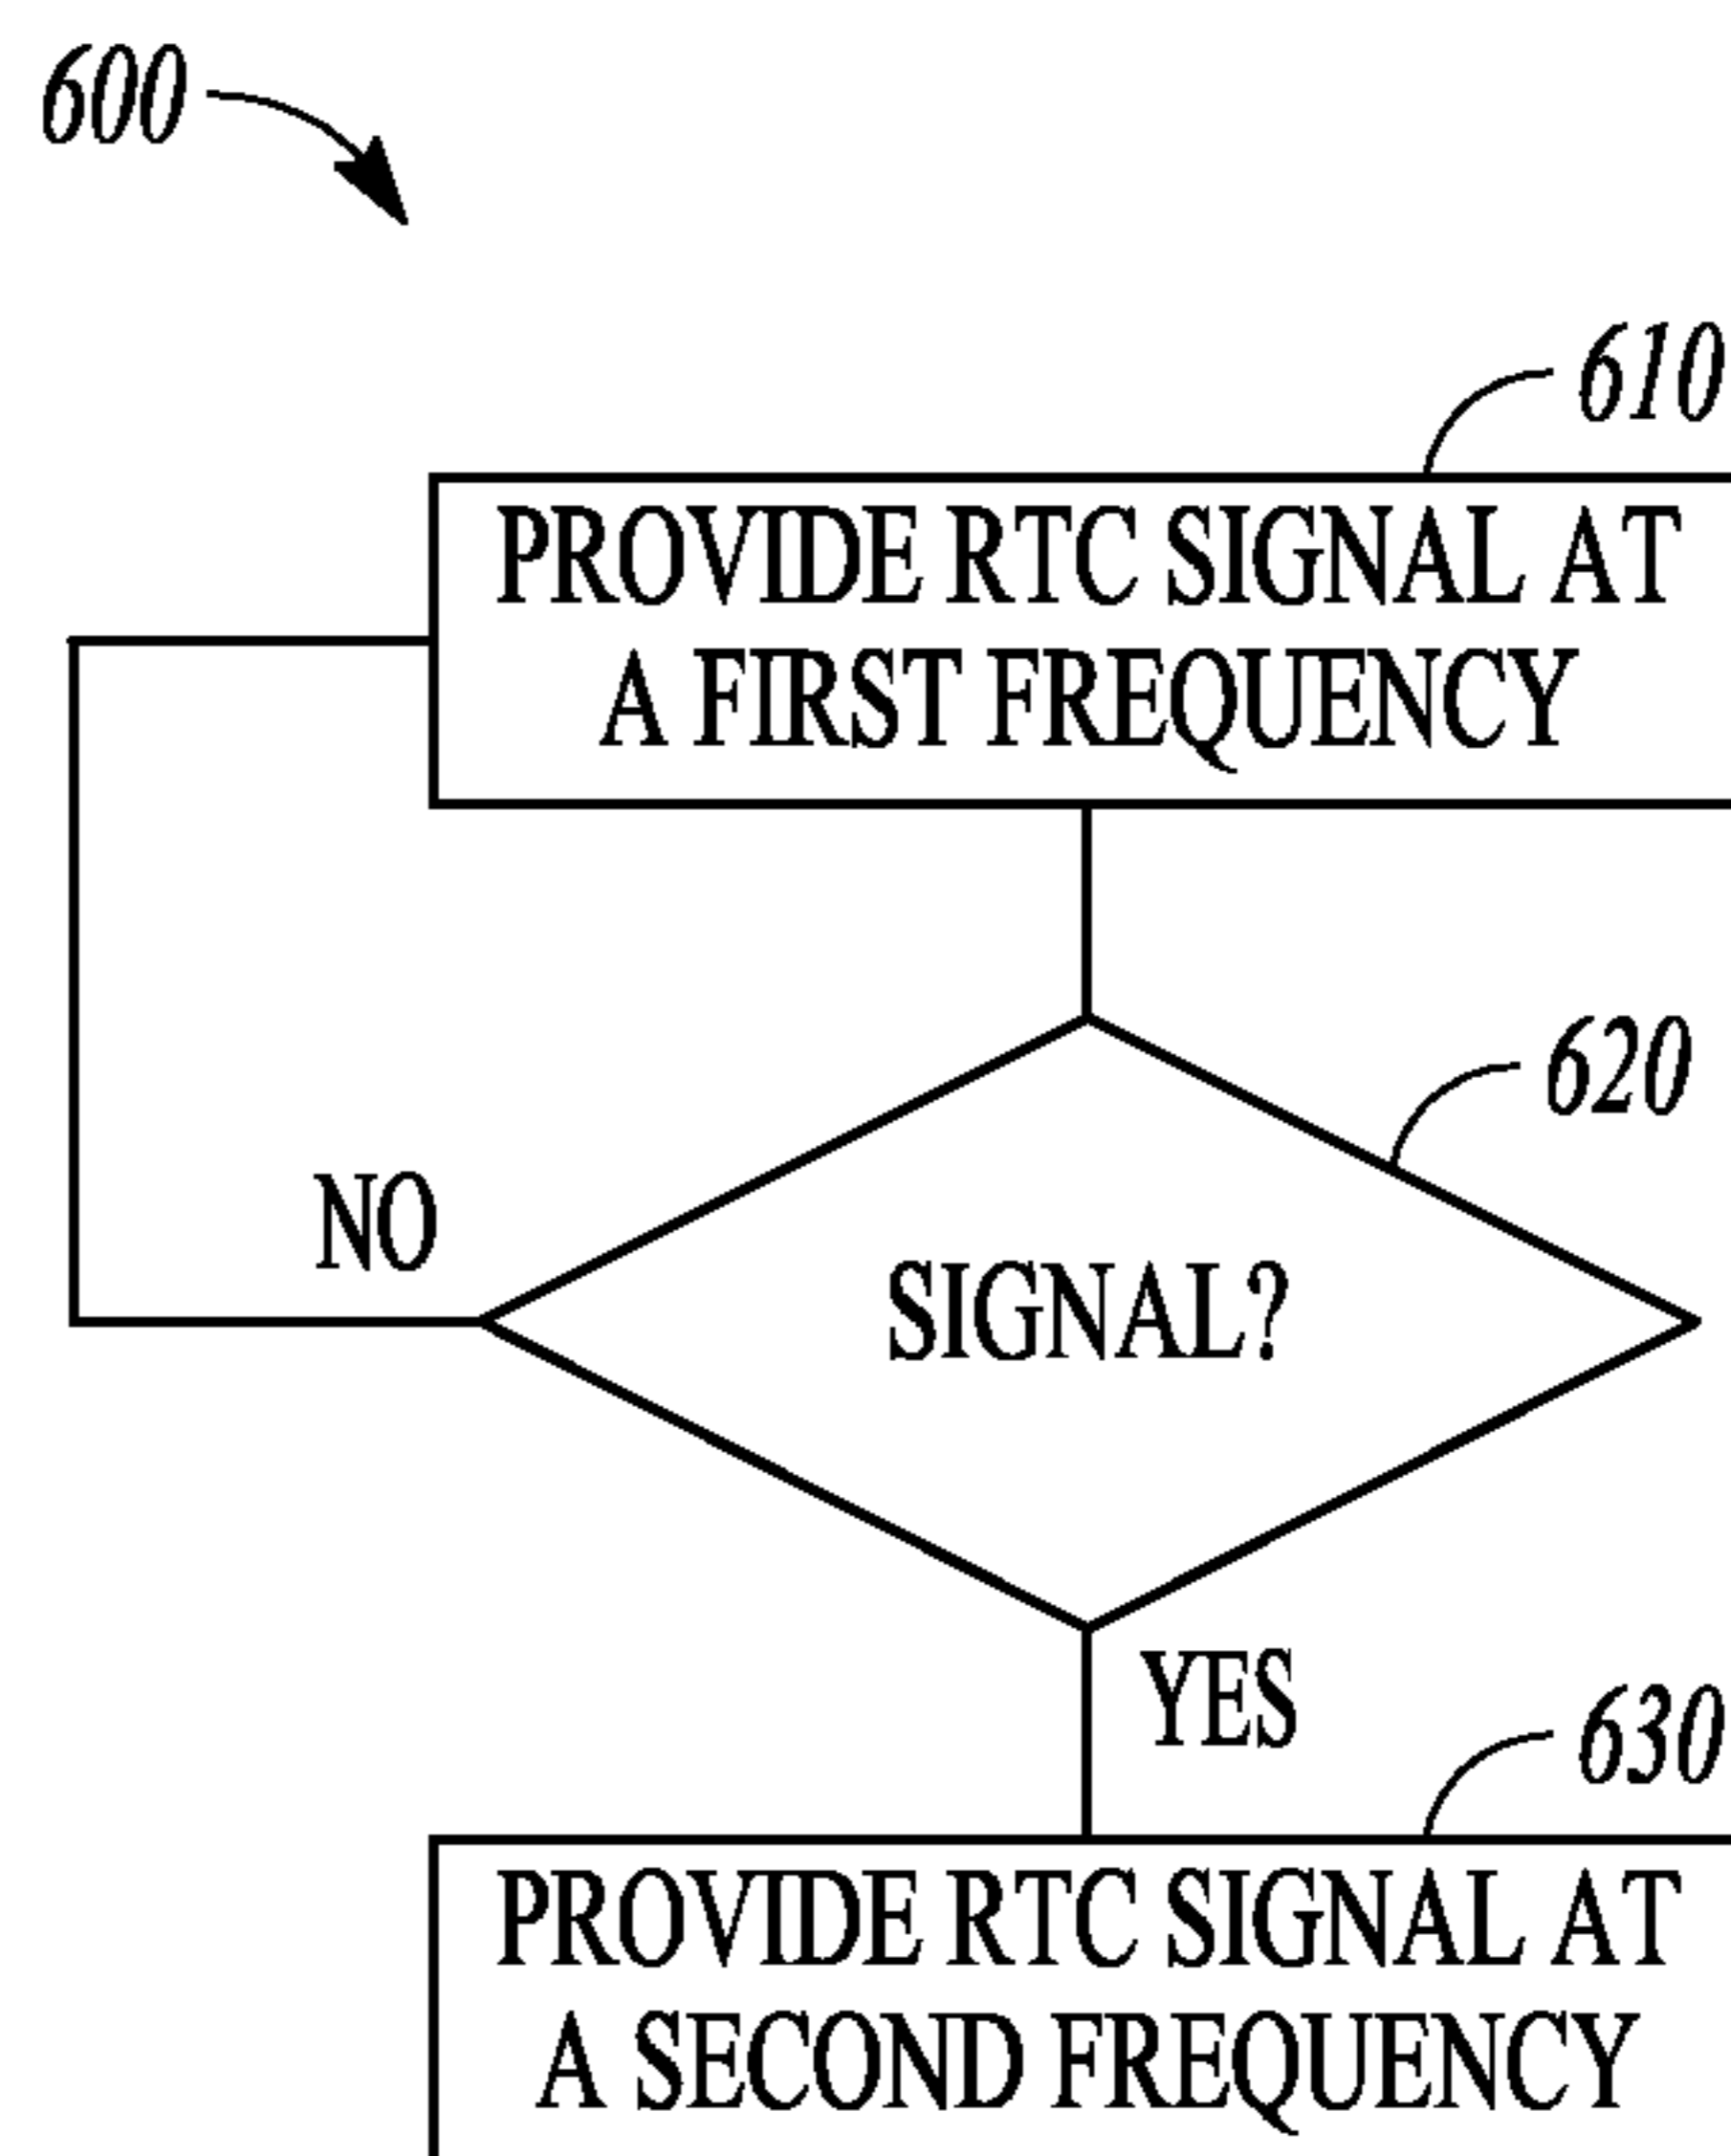 600
610
PROVIDE RTC SIGNAL AT
A FIRST FREQUENCY
620
NO
SIGNAL?
YES
630
PROVIDE RTC SIGNAL AT
A SECOND FREQUENCY